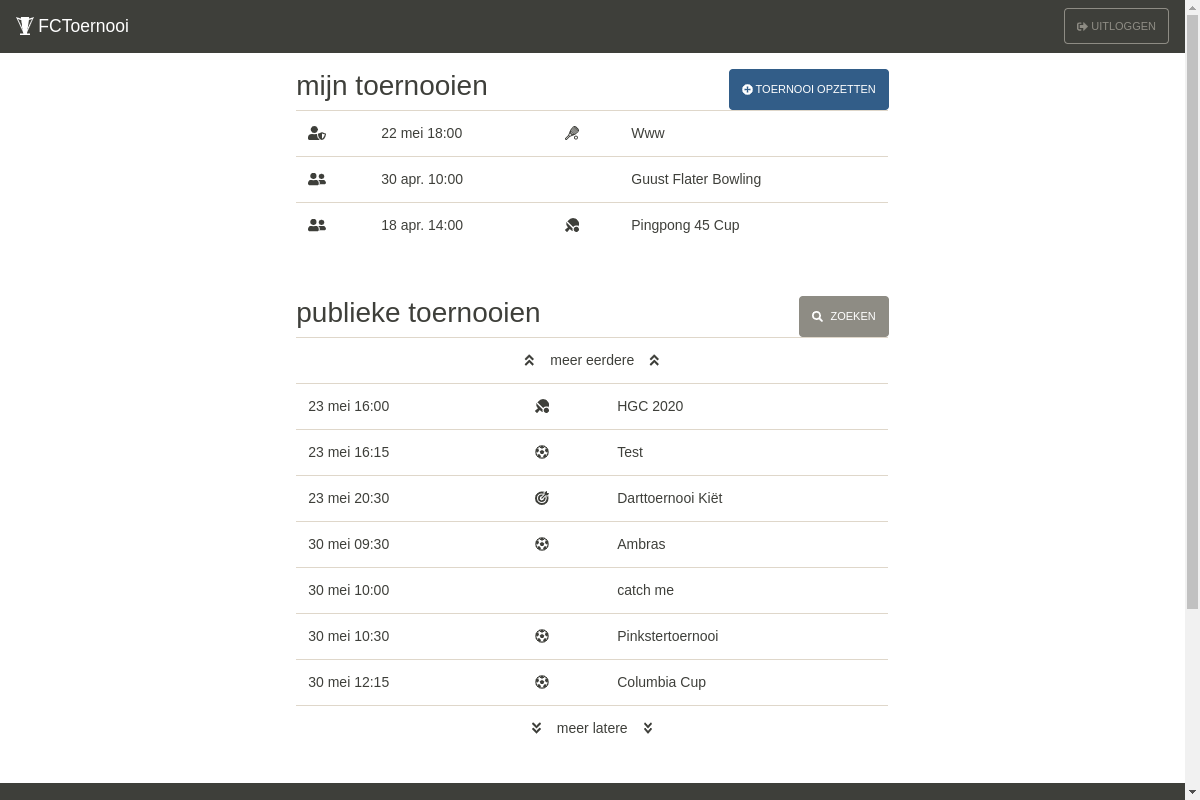 FCToernooi
UITLOGGEN
mijn toernooien
TOERNOOI OPZETTEN
22 mei 18:00 Www
30 apr. 10:00 Guust Flater Bowling
18 apr. 14:00 Pingpong 45 Cup
publieke toernooien
ZOEKEN
meer eerdere
23 mei 16:00 HGC 2020
23 mei 16:15 Test
23 mei 20:30 Darttoernooi Kiët
30 mei 09:30 Ambras
30 mei 10:00 catch me
30 mei 10:30 Pinkstertoernooi
30 mei 12:15 Columbia Cup
meer latere